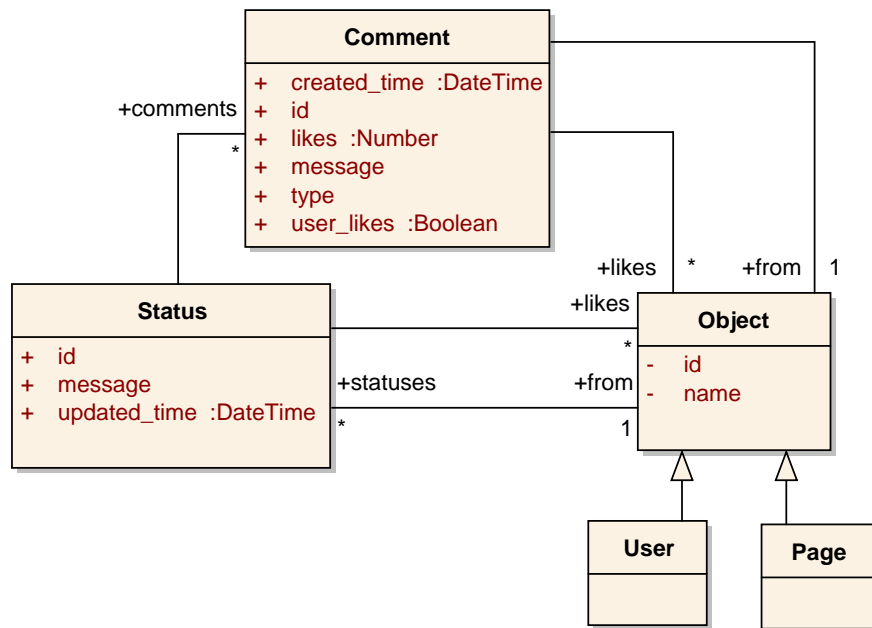 Comment
+ created_time :DateTime
+ id
+ likes :Number
+ message
+ type
+ user_likes :Boolean
+comments
*
+likes * +from 1
Status
+ id
+ message
+ updated_time :DateTime
+likes
*
+statuses +from
* 1
Object
- id
- name
User
Page